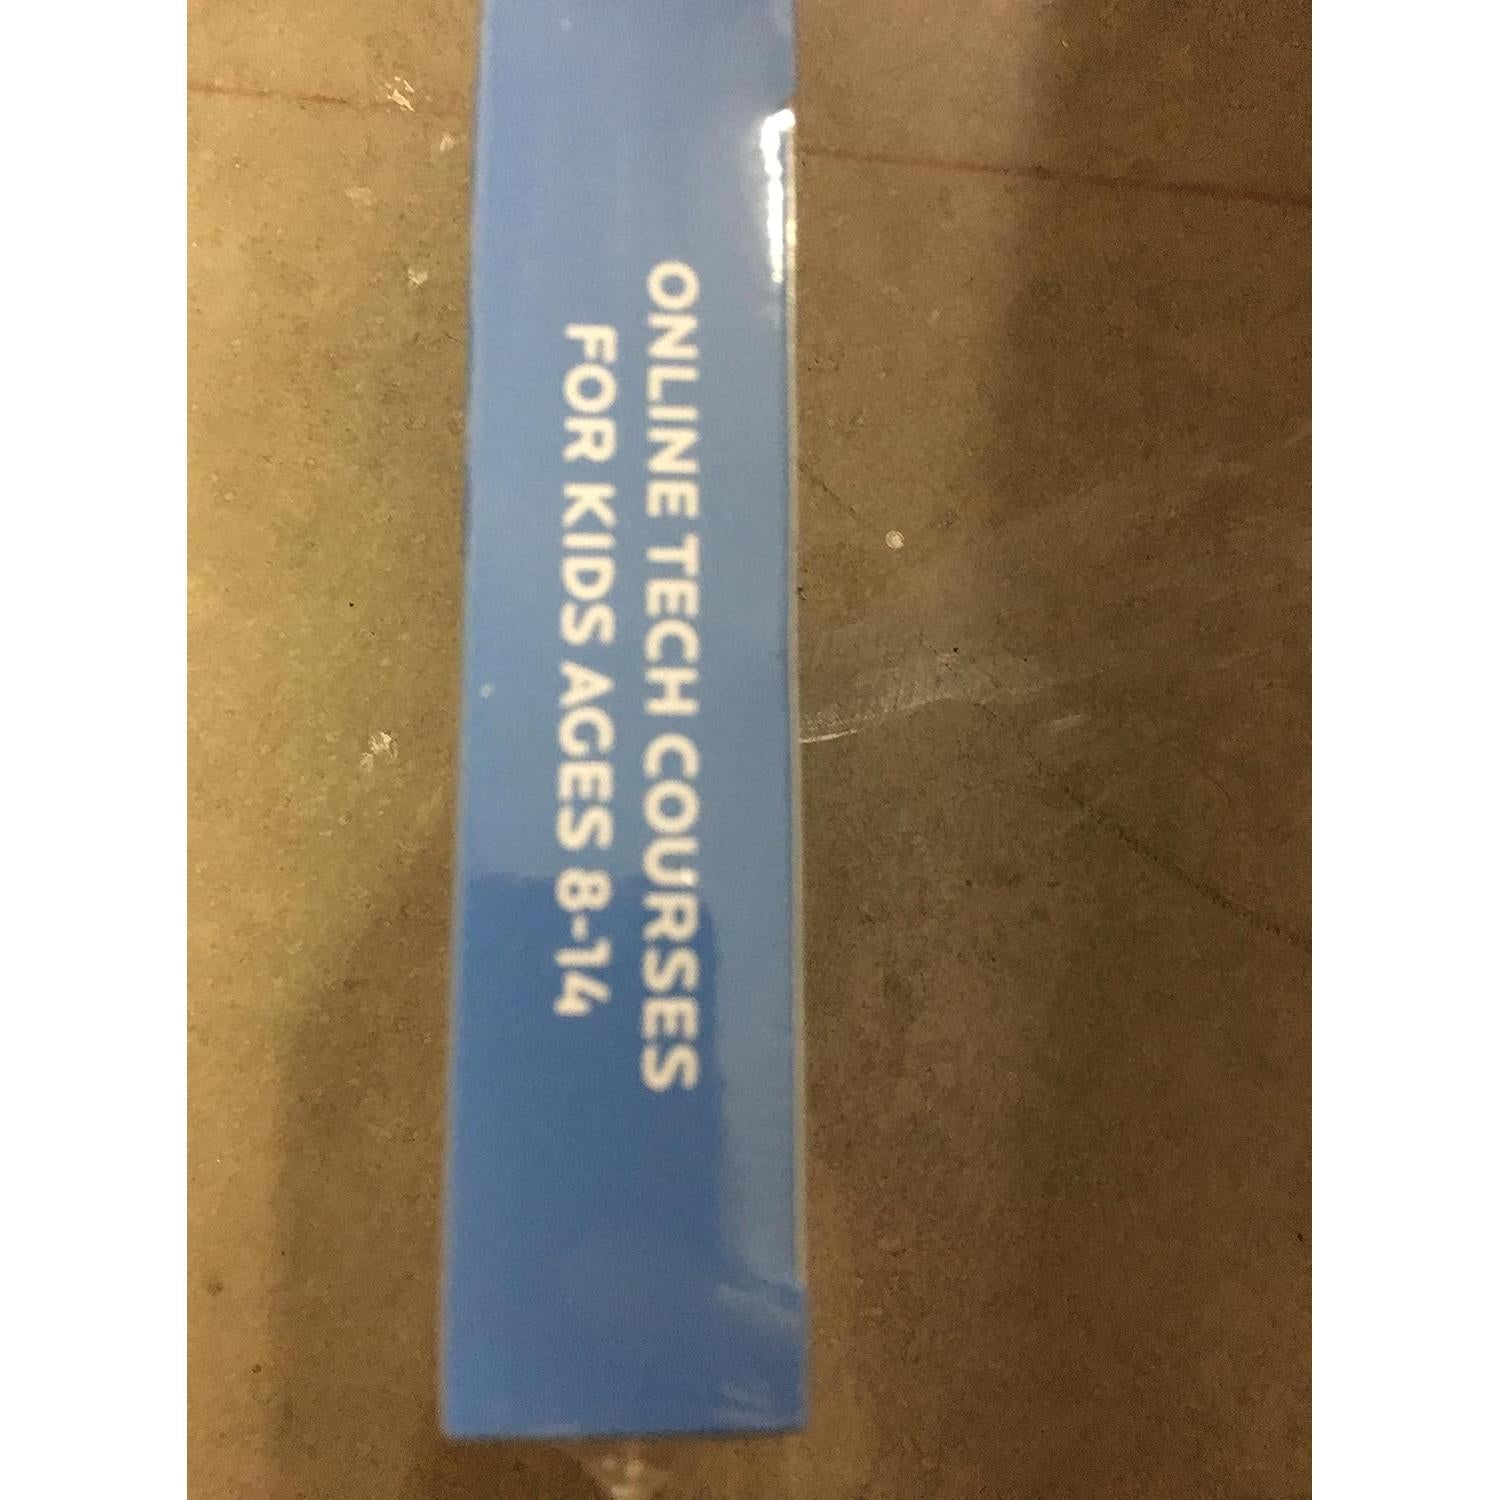 ONLINE TECH COURSES
FOR KIDS AGES 8-14